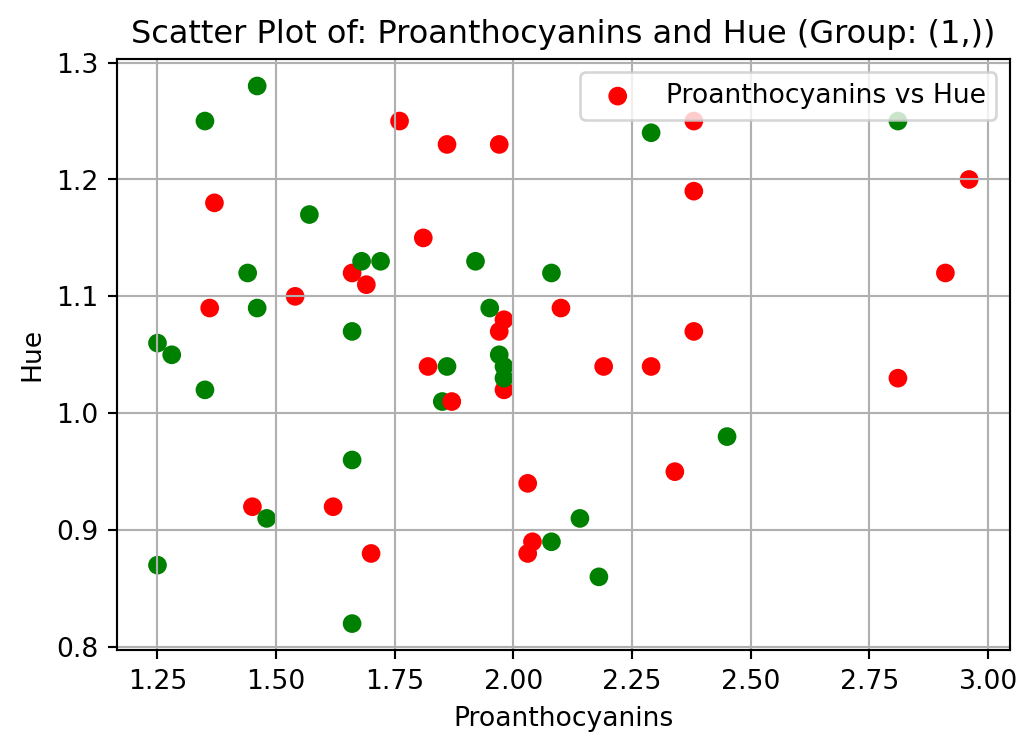 Scatter Plot of: Proanthocyanins and Hue (Group: (1,))
Proanthocyanins vs Hue
Hue
1.3
1.2
1.1
1.0
0.9
0.8
1.25 1.50 1.75 2.00 2.25 2.50 2.75 3.00
Proanthocyanins